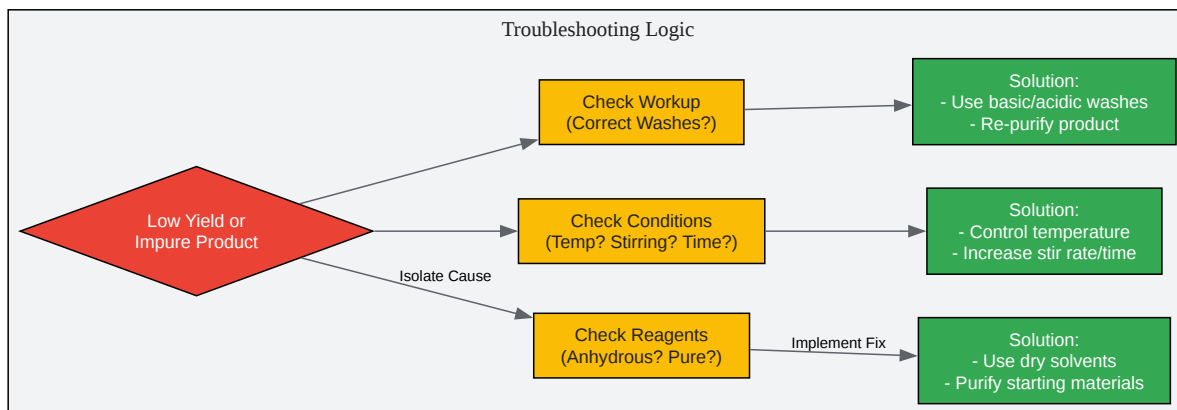 Troubleshooting Logic
Low Yield or
Impure Product
Isolate Cause
Check Workup
(Correct Washes?)
Solution:
- Use basic/acidic washes
- Re-purify product
Check Conditions
(Temp? Stirring? Time?)
Solution:
- Control temperature
- Increase stir rate/time
Check Reagents
(Anhydrous? Pure?)
Implement Fix
Solution:
- Use dry solvents
- Purify starting materials